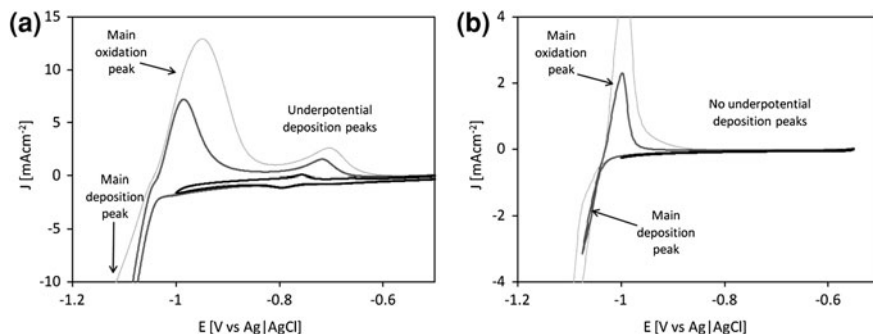 (a)
15
10
5
0
-5
-10
J [mAcm⁻²]
Main
oxidation
peak
Underpotential
deposition peaks
Main
deposition
peak
-1.2
-1
-0.8
-0.6
E [V vs Ag|AgCl]
(b)
4
2
0
-2
-4
J [mAcm⁻²]
Main
oxidation
peak
No underpotential
deposition peaks
Main
deposition
peak
-1.2
-1
-0.8
-0.6
E [V vs Ag|AgCl]